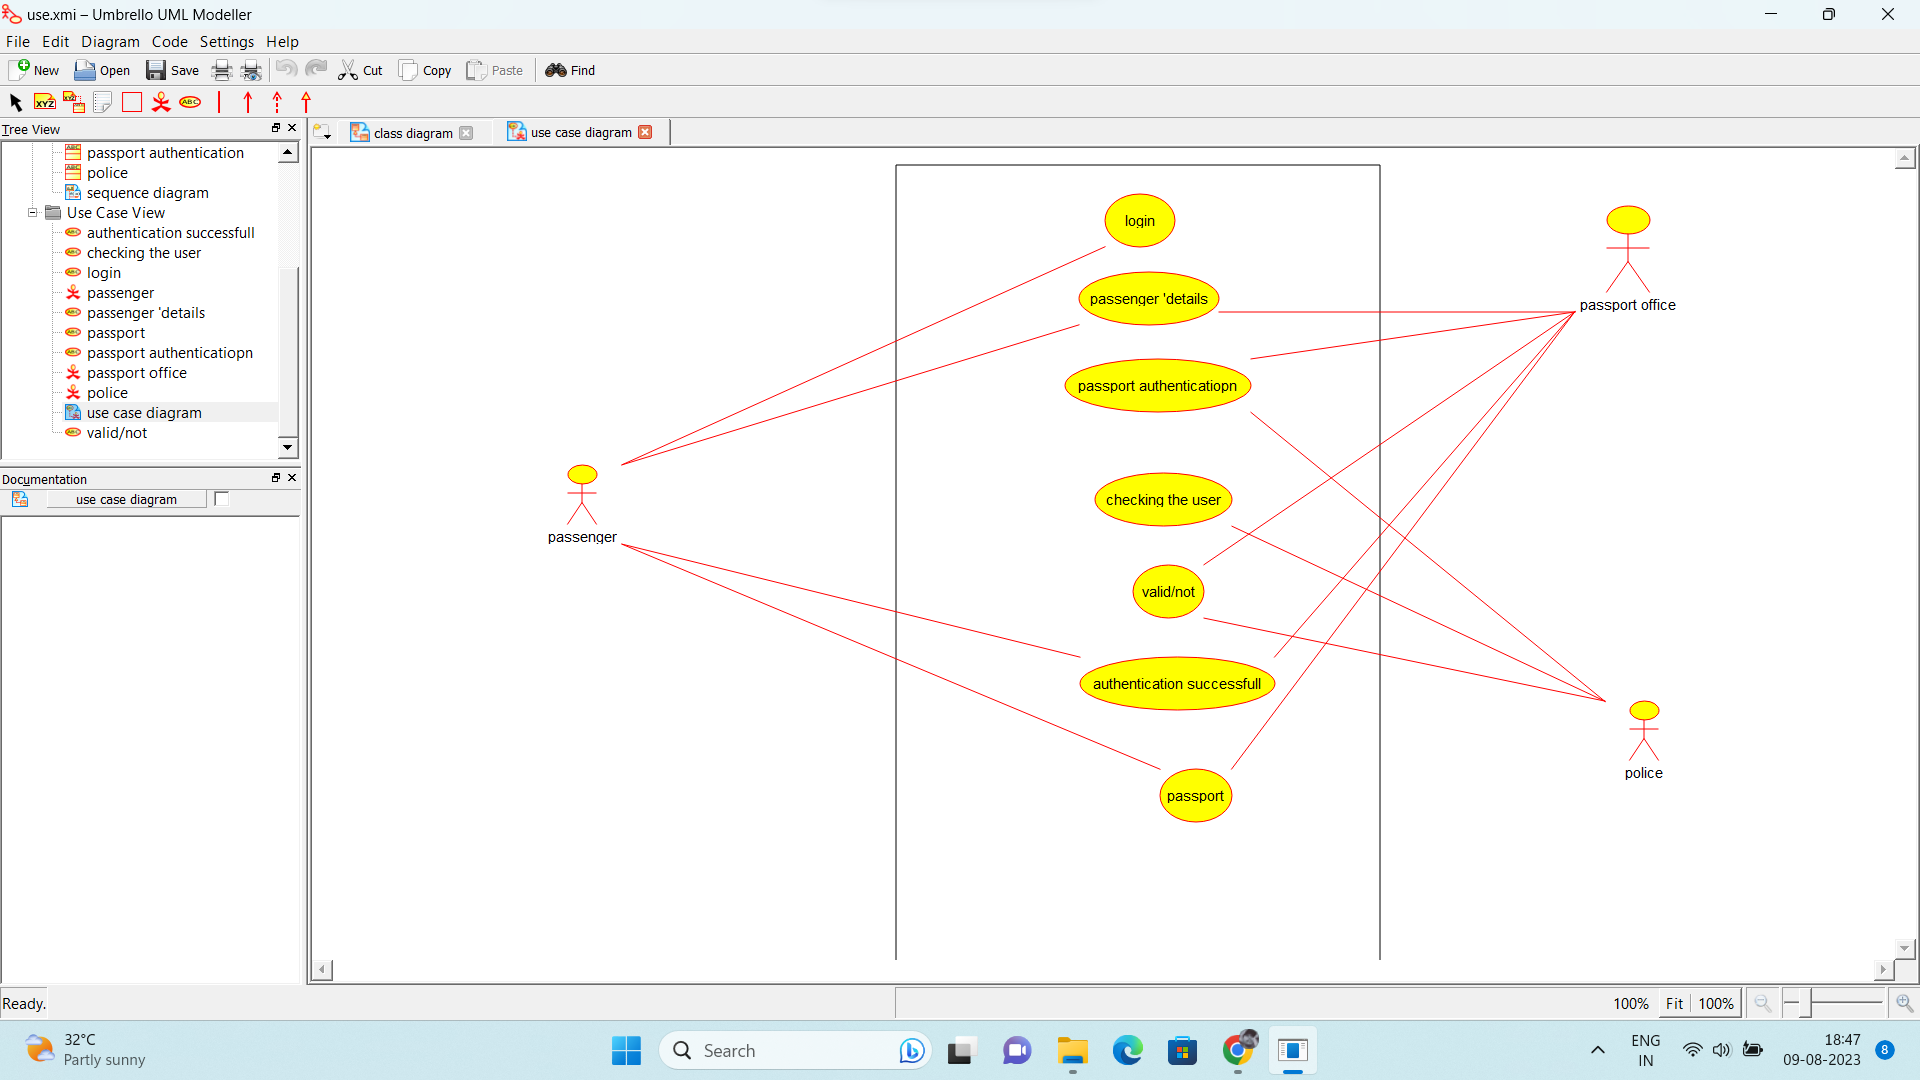 use.xmi – Umbrello UML Modeller
File Edit Diagram Code Settings Help
New Open Save Cut Copy Paste Find
XYZ XYZ ABC
Tree View
class diagram use case diagram
passport authentication
police
sequence diagram
Use Case View
authentication successfull
checking the user
login
passenger
passenger 'details
passport
passport authenticatiopn
passport office
police
use case diagram
valid/not
Documentation
use case diagram
login
passenger 'details
passport authenticatiopn
checking the user
valid/not
authentication successfull
passport
passenger
passport office
police
Ready.
100% Fit 100%
32°C
Partly sunny
Search
ENG
IN
18:47
09-08-2023
8